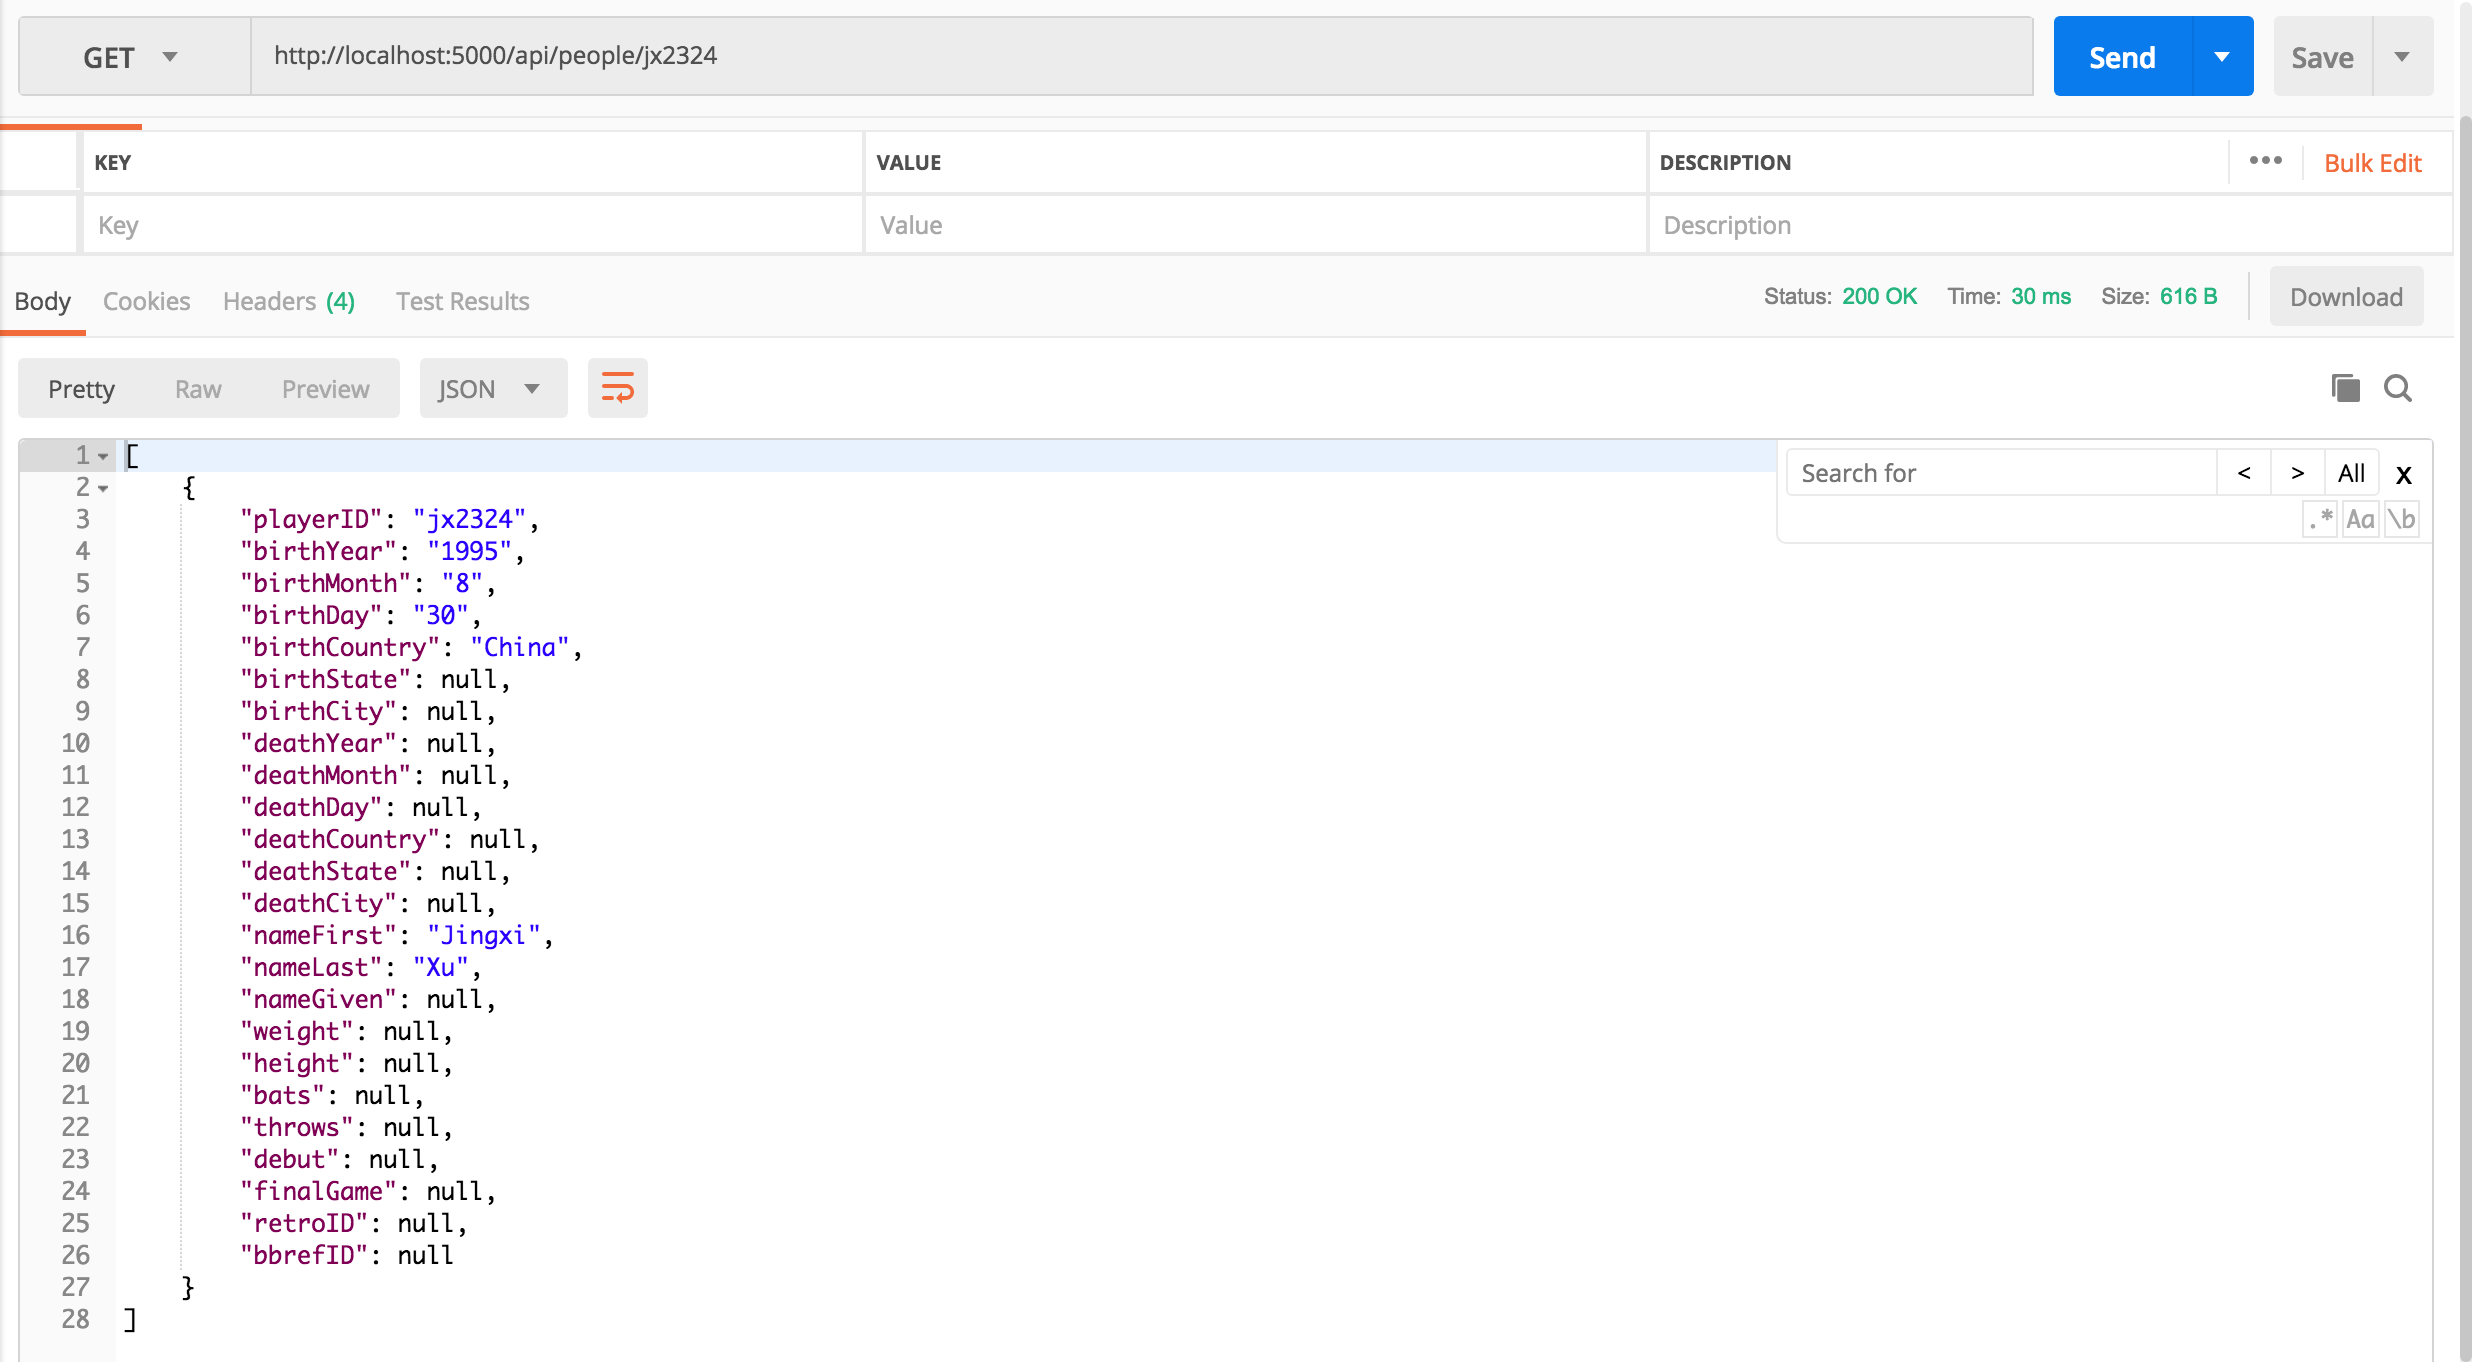 GET http://localhost:5000/api/people/jx2324 Send Save
KEY VALUE DESCRIPTION ••• Bulk Edit
Key Value Description
Body Cookies Headers (4) Test Results Status: 200 OK Time: 30 ms Size: 616 B Download
Pretty Raw Preview JSON
Search for < > All x
.* Aa \b
1 [
2 {
3 "playerID": "jx2324",
4 "birthYear": "1995",
5 "birthMonth": "8",
6 "birthDay": "30",
7 "birthCountry": "China",
8 "birthState": null,
9 "birthCity": null,
10 "deathYear": null,
11 "deathMonth": null,
12 "deathDay": null,
13 "deathCountry": null,
14 "deathState": null,
15 "deathCity": null,
16 "nameFirst": "Jingxi",
17 "nameLast": "Xu",
18 "nameGiven": null,
19 "weight": null,
20 "height": null,
21 "bats": null,
22 "throws": null,
23 "debut": null,
24 "finalGame": null,
25 "retroID": null,
26 "bbrefID": null
27 }
28 ]